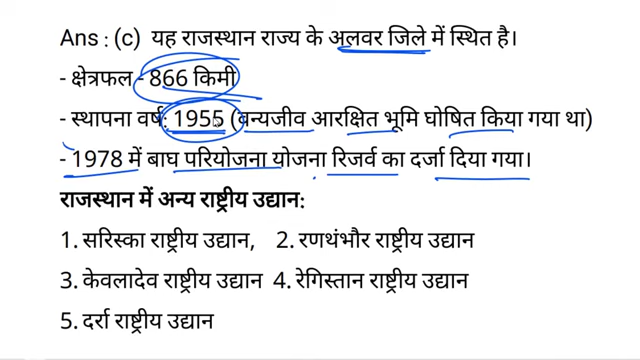 Ans : (c) यह राजस्थान राज्य के अलवर जिले में स्थित है।
- क्षेत्रफल - 866 किमी
- स्थापना वर्ष: 1955 (वन्यजीव आरक्षित भूमि घोषित किया गया था)
- 1978 में बाघ परियोजना योजना रिजर्व का दर्जा दिया गया।
राजस्थान में अन्य राष्ट्रीय उद्यान:
1. सरिस्का राष्ट्रीय उद्यान, 2. रणथंभौर राष्ट्रीय उद्यान
3. केवलादेव राष्ट्रीय उद्यान 4. रेगिस्तान राष्ट्रीय उद्यान
5. दर्रा राष्ट्रीय उद्यान